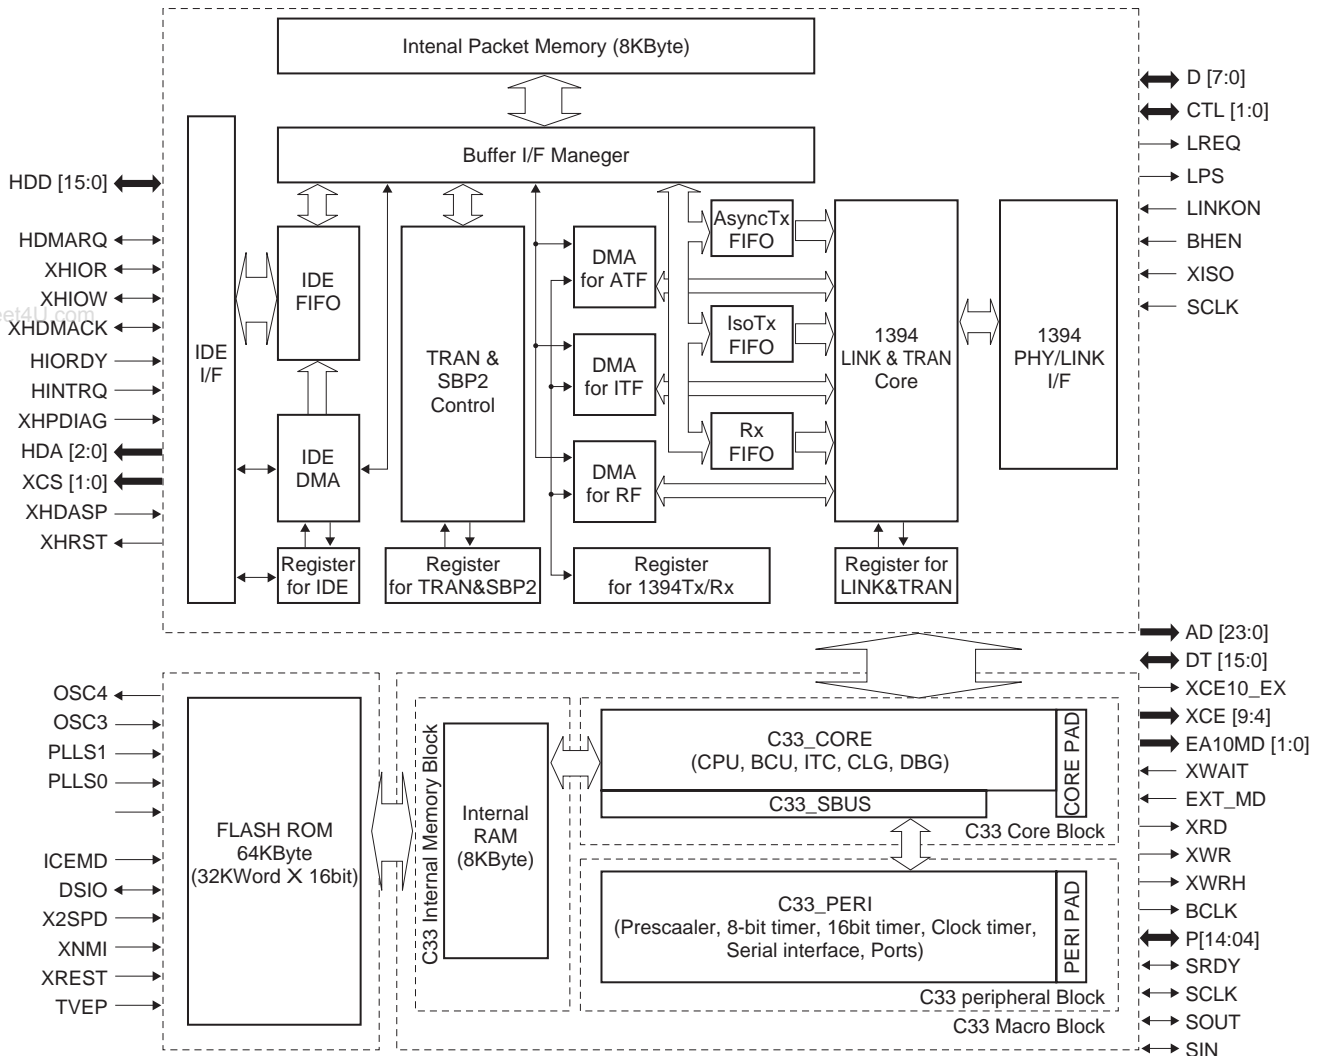 Intenal Packet Memory (8KByte)
Buffer I/F Maneger
IDE
I/F
IDE
FIFO
IDE
DMA
Register
for IDE
TRAN &
SBP2
Control
Register
for TRAN&SBP2
DMA
for ATF
DMA
for ITF
DMA
for RF
Register
for 1394Tx/Rx
AsyncTx
FIFO
IsoTx
FIFO
Rx
FIFO
1394
LINK & TRAN
Core
Register for
LINK&TRAN
1394
PHY/LINK
I/F
HDD [15:0]
HDMARQ
XHIOR
XHIOW
eet4U.com
XHDMACK
HIORDY
HINTRQ
XHPDIAG
HDA [2:0]
XCS [1:0]
XHDASP
XHRST
D [7:0]
CTL [1:0]
LREQ
LPS
LINKON
BHEN
XISO
SCLK
OSC4
OSC3
PLLS1
PLLS0
ICEMD
DSIO
X2SPD
XNMI
XREST
TVEP
FLASH ROM
64KByte
(32KWord X 16bit)
C33 Internal Memory Block
Internal
RAM
(8KByte)
C33_CORE
(CPU, BCU, ITC, CLG, DBG)
CORE PAD
C33_SBUS
C33 Core Block
C33_PERI
(Prescaaler, 8-bit timer, 16bit timer, Clock timer,
Serial interface, Ports)
PERI PAD
C33 peripheral Block
C33 Macro Block
AD [23:0]
DT [15:0]
XCE10_EX
XCE [9:4]
EA10MD [1:0]
XWAIT
EXT_MD
XRD
XWR
XWRH
BCLK
P[14:04]
SRDY
SCLK
SOUT
SIN